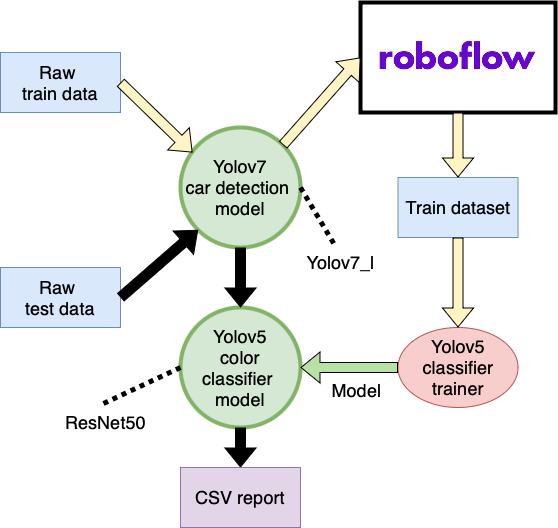 Raw
train data
roboflow
Yolov7
car detection
model
Train dataset
Yolov7_l
Raw
test data
Yolov5
color
classifier
model
Yolov5
classifier
trainer
Model
ResNet50
CSV report